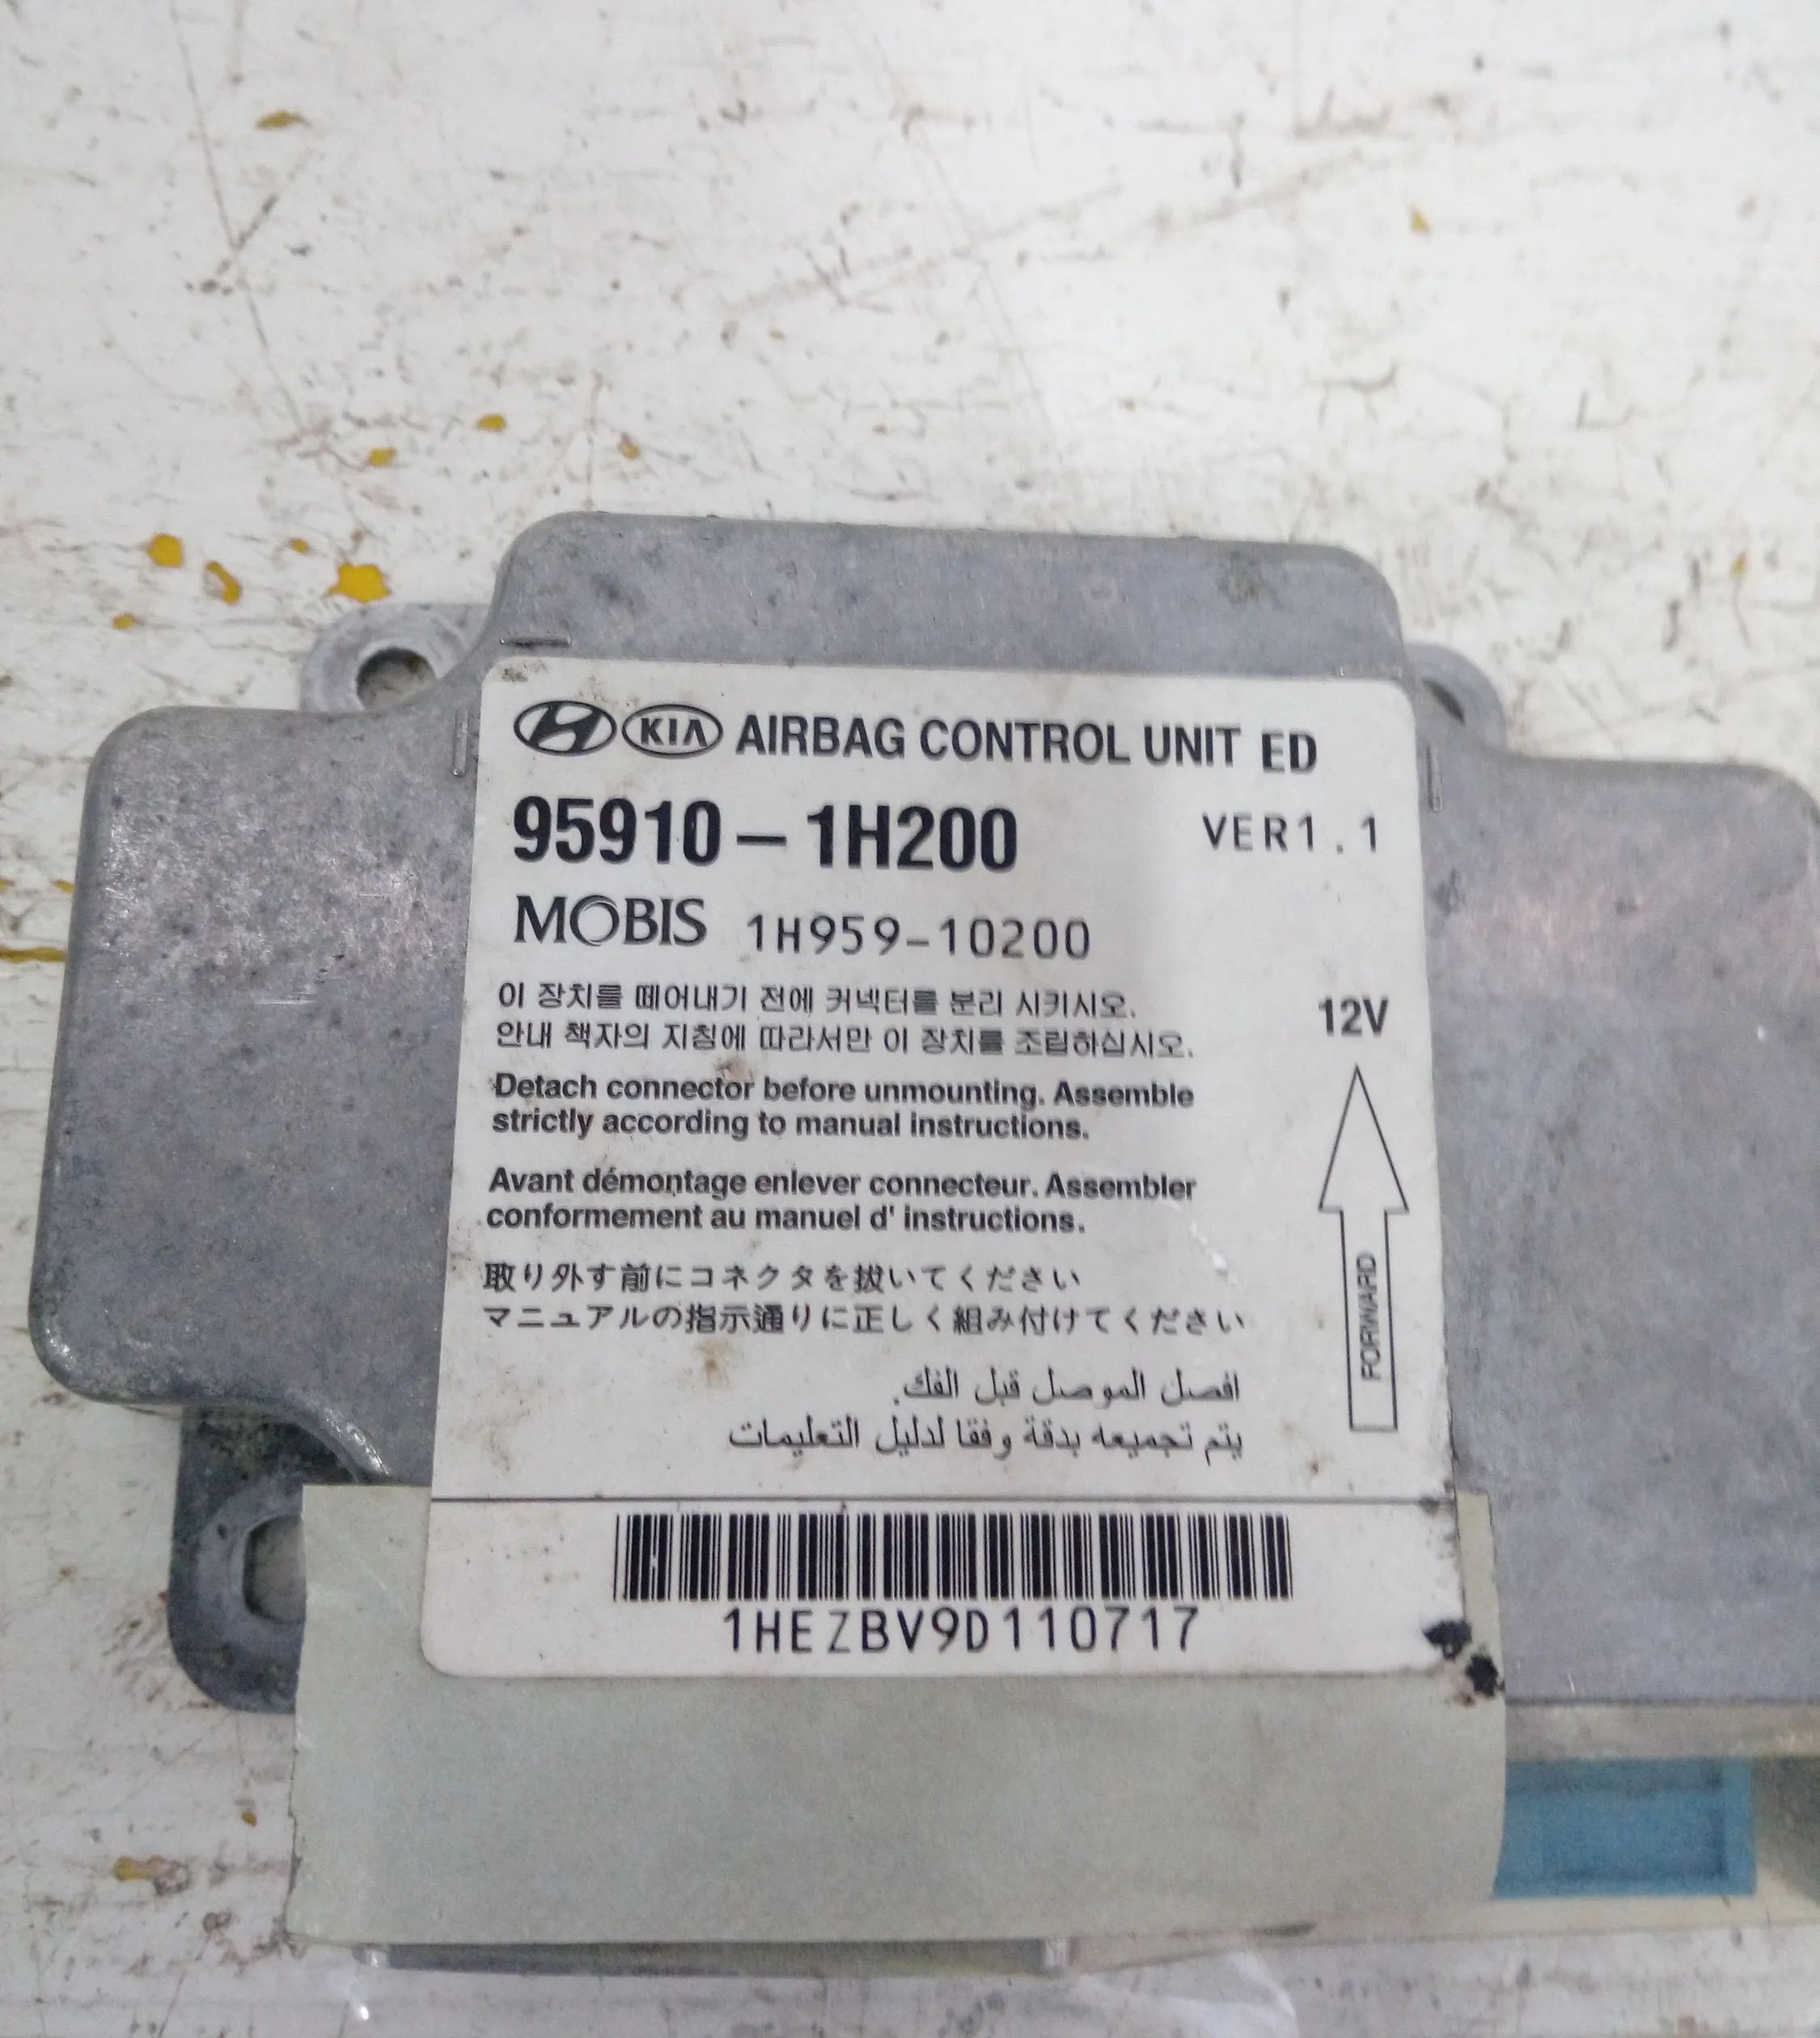 KIA AIRBAG CONTROL UNIT ED
95910-1H200 VER1.1
MOBIS 1H959-10200
이 장치를 떼어내기 전에 커넥터를 분리 시키시오.
안내 책자의 지침에 따라서만 이 장치를 조립하십시오.
12V
Detach connector before unmounting. Assemble
strictly according to manual instructions.
Avant démontage enlever connecteur. Assembler
conformement au manuel d' instructions.
取り外す前にコネクタを抜いてください
マニュアルの指示通りに正しく組み付けてください
FORWARD
افصل الموصل قبل الفك.
يتم تجميعه بدقة وفقا لدليل التعليمات
1HEZBV9D110717